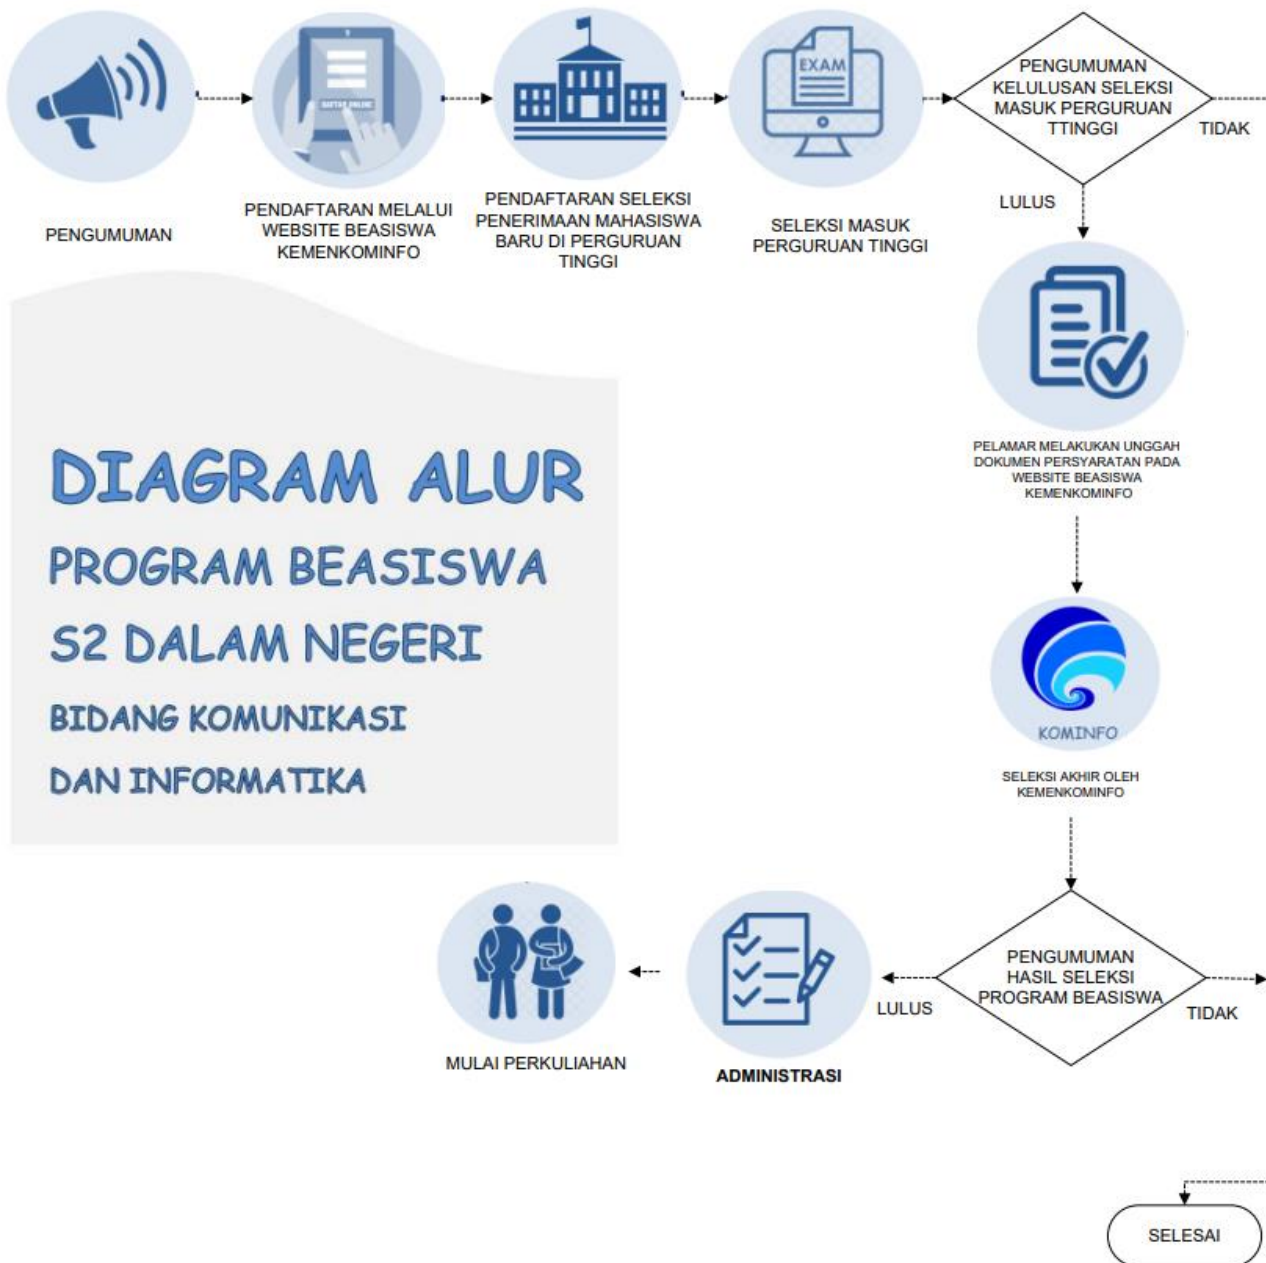 PENGUMUMAN
DAFTAR ONLINE
PENDAFTARAN MELALUI
WEBSITE BEASISWA
KEMENKOMINFO
PENDAFTARAN SELEKSI
PENERIMAAN MAHASISWA
BARU DI PERGURUAN
TINGGI
EXAM
SELEKSI MASUK
PERGURUAN TINGGI
PENGUMUMAN
KELULUSAN SELEKSI
MASUK PERGURUAN
TTINGGI
TIDAK
LULUS
PELAMAR MELAKUKAN UNGGAH
DOKUMEN PERSYARATAN PADA
WEBSITE BEASISWA
KEMENKOMINFO
DIAGRAM ALUR
PROGRAM BEASISWA
S2 DALAM NEGERI
BIDANG KOMUNIKASI
DAN INFORMATIKA
KOMINFO
SELEKSI AKHIR OLEH
KEMENKOMINFO
PENGUMUMAN
HASIL SELEKSI
PROGRAM BEASISWA
TIDAK
LULUS
ADMINISTRASI
MULAI PERKULIAHAN
SELESAI